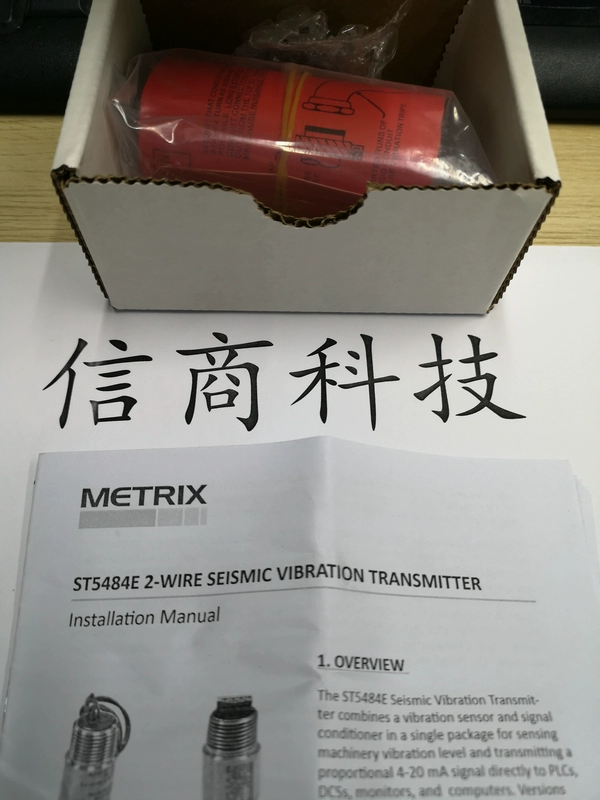 信商科技
METRIX
ST5484E 2-WIRE SEISMIC VIBRATION TRANSMITTER
Installation Manual
1. OVERVIEW
The ST5484E Seismic Vibration Transmit-
ter combines a vibration sensor and signal
conditioner in a single package for sensing
machinery vibration level and transmitting a
proportional 4-20 mA signal directly to PLCs,
DCSs, monitors, and computers. Versions